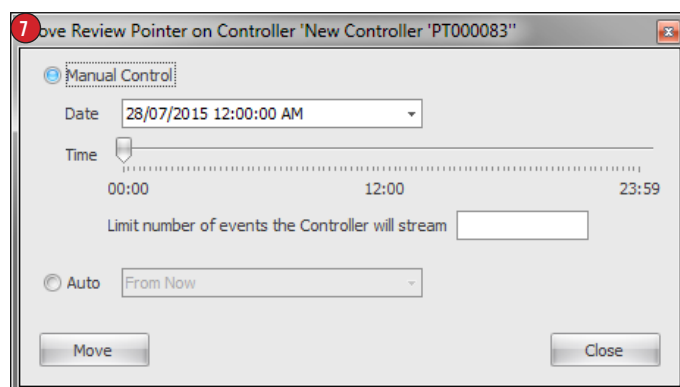 7
ove Review Pointer on Controller 'New Controller 'PT000083''
Manual Control
Date 28/07/2015 12:00:00 AM
Time
00:00 12:00 23:59
Limit number of events the Controller will stream
Auto From Now
Move Close